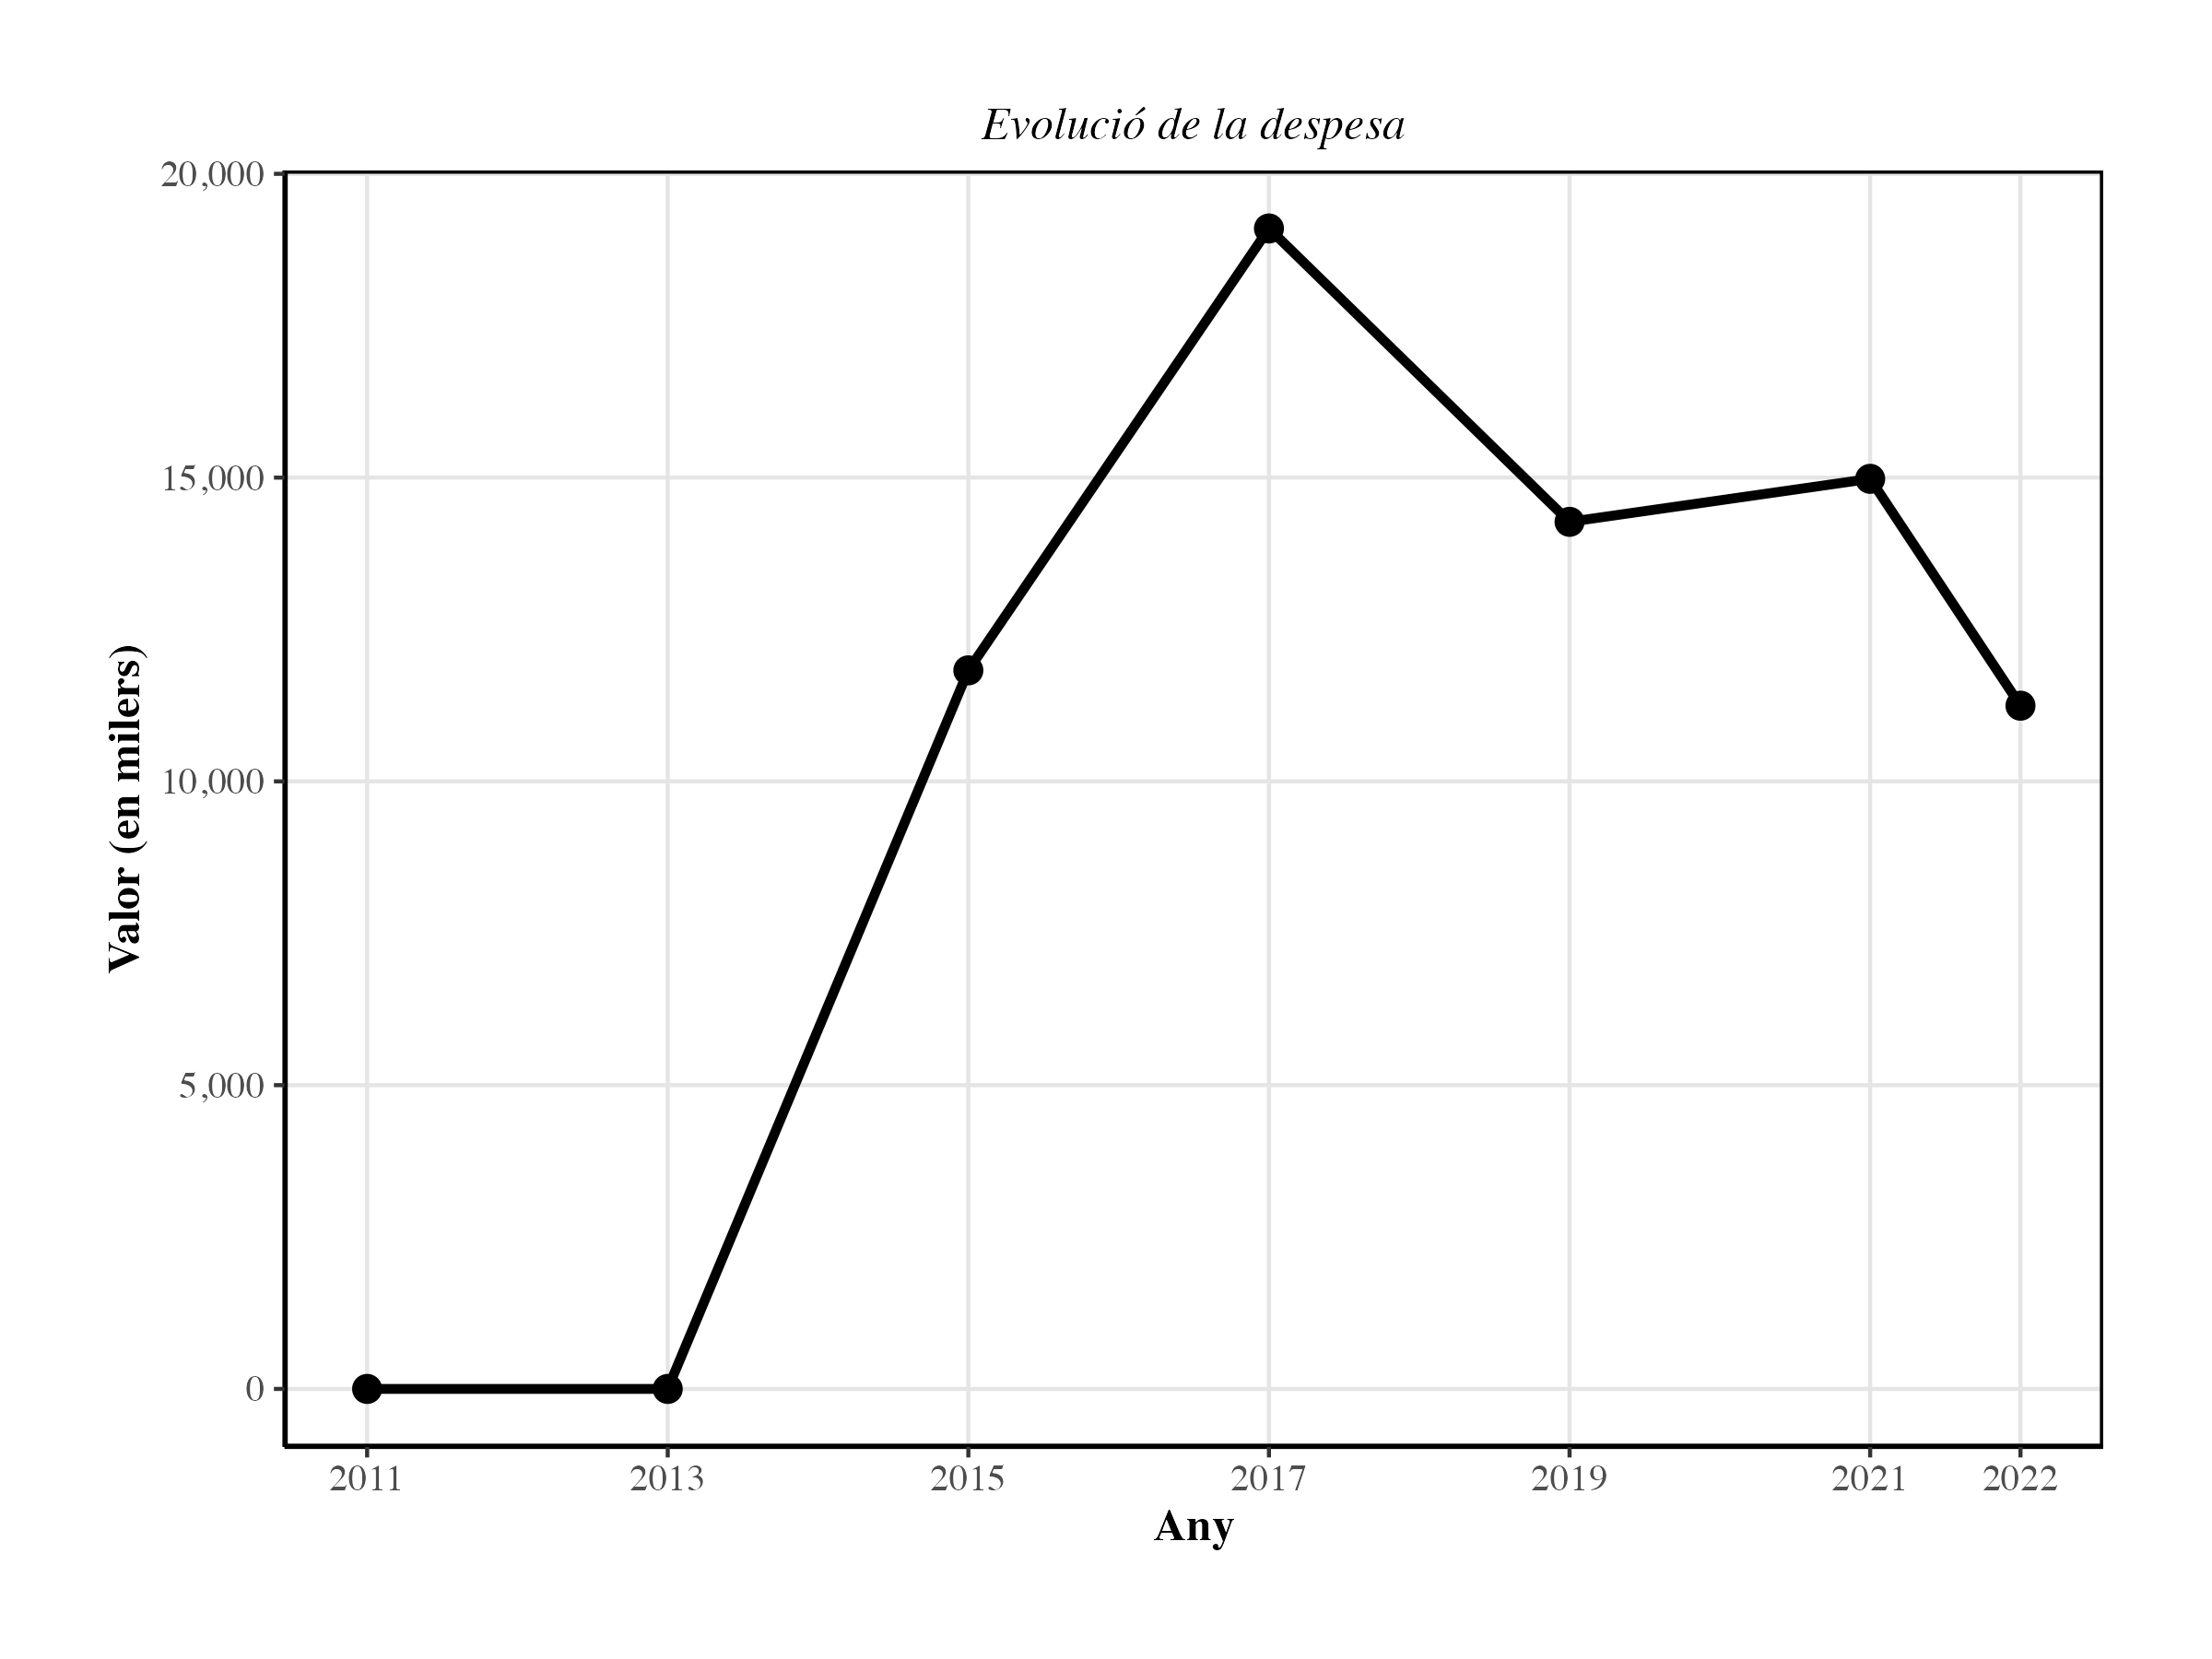 Evolució de la despesa
20,000
15,000
10,000
5,000
0
Valor (en milers)
2011 2013 2015 2017 2019 2021 2022
Any